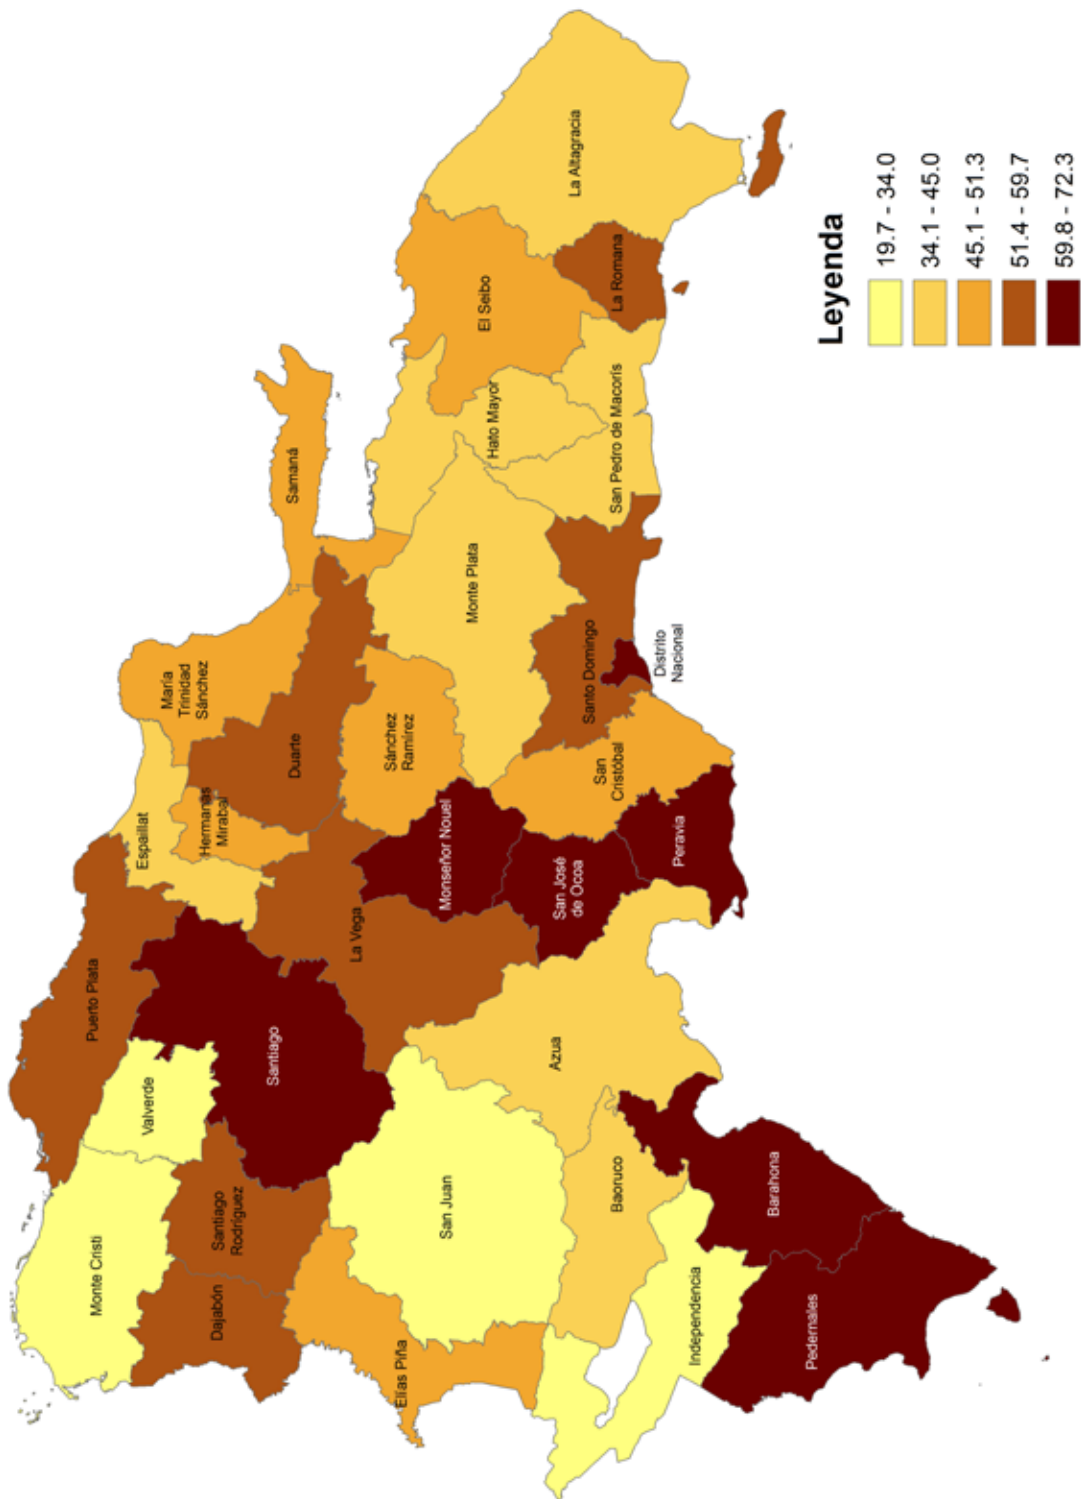 Puerto Plata
Monte Cristi
Valverde
Espaillat
María
Trinidad
Sánchez
Hermanas
Mirabal
Dajabón
Santiago
Rodríguez
Santiago
Duarte
Samaná
La Vega
Sánchez
Ramírez
Elías Piña
San Juan
Monseñor Nouel
Monte Plata
Hato Mayor
El Seibo
La Altagracia
Azua
San José
de Ocoa
San
Cristóbal
Santo Domingo
San Pedro de Macorís
La Romana
Baoruco
Peravia
Distrito
Nacional
Independencia
Barahona
Pedernales
Leyenda
19.7 - 34.0
34.1 - 45.0
45.1 - 51.3
51.4 - 59.7
59.8 - 72.3